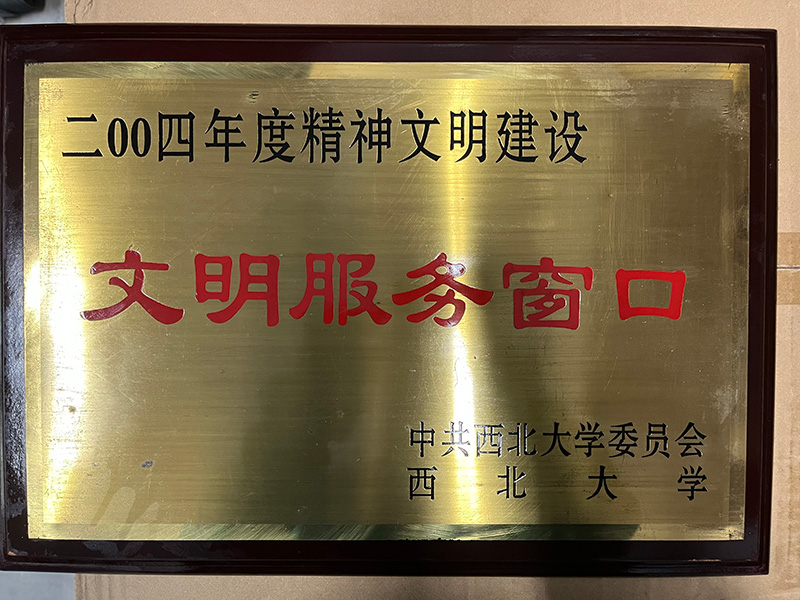 二00四年度精神文明建设
文明服务窗口
中共西北大学委员会
西北大学